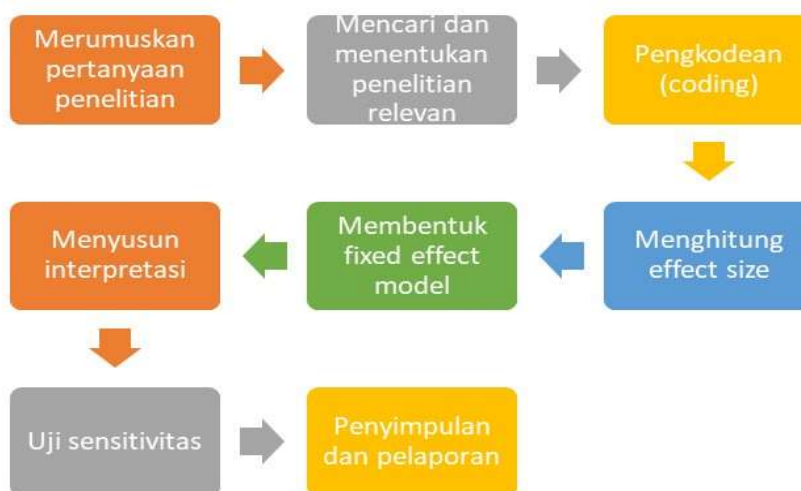 Merumuskan
pertanyaan
penelitian
Mencari dan
menentukan
penelitian
relevan
Pengkodean
(coding)
Menghitung
effect size
Membentuk
fixed effect
model
Menyusun
interpretasi
Uji sensitivitas
Penyimpulan
dan pelaporan